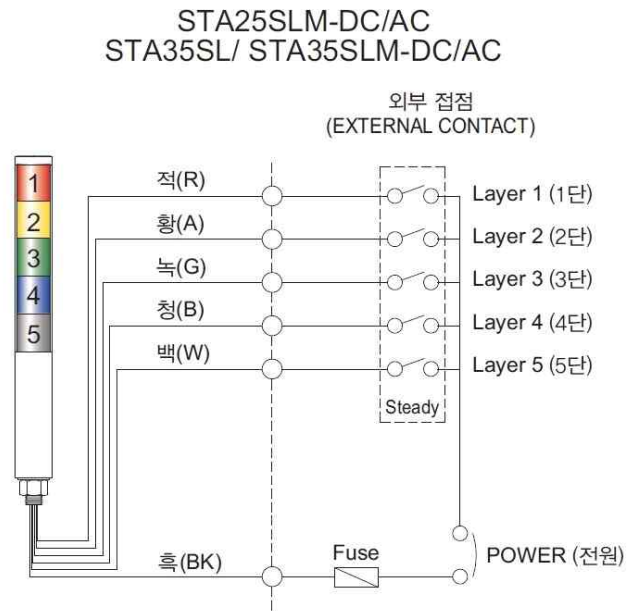 STA25SLM-DC/AC
STA35SL/ STA35SLM-DC/AC
외부 접점
(EXTERNAL CONTACT)
1
2
3
4
5
적(R)
황(A)
녹(G)
청(B)
백(W)
Layer 1 (1단)
Layer 2 (2단)
Layer 3 (3단)
Layer 4 (4단)
Layer 5 (5단)
Steady
흑(BK)
Fuse
POWER (전원)